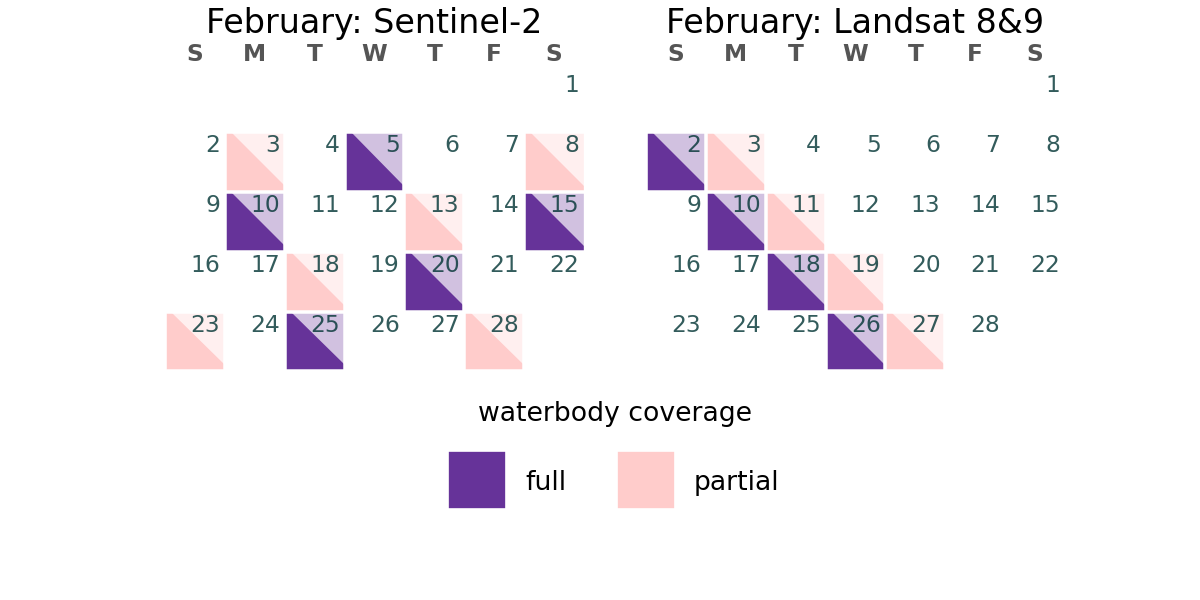 February: Sentinel-2
S M T W T F S
1
2 3 4 5 6 7 8
9 10 11 12 13 14 15
16 17 18 19 20 21 22
23 24 25 26 27 28
February: Landsat 8&9
S M T W T F S
1
2 3 4 5 6 7 8
9 10 11 12 13 14 15
16 17 18 19 20 21 22
23 24 25 26 27 28
waterbody coverage
full partial